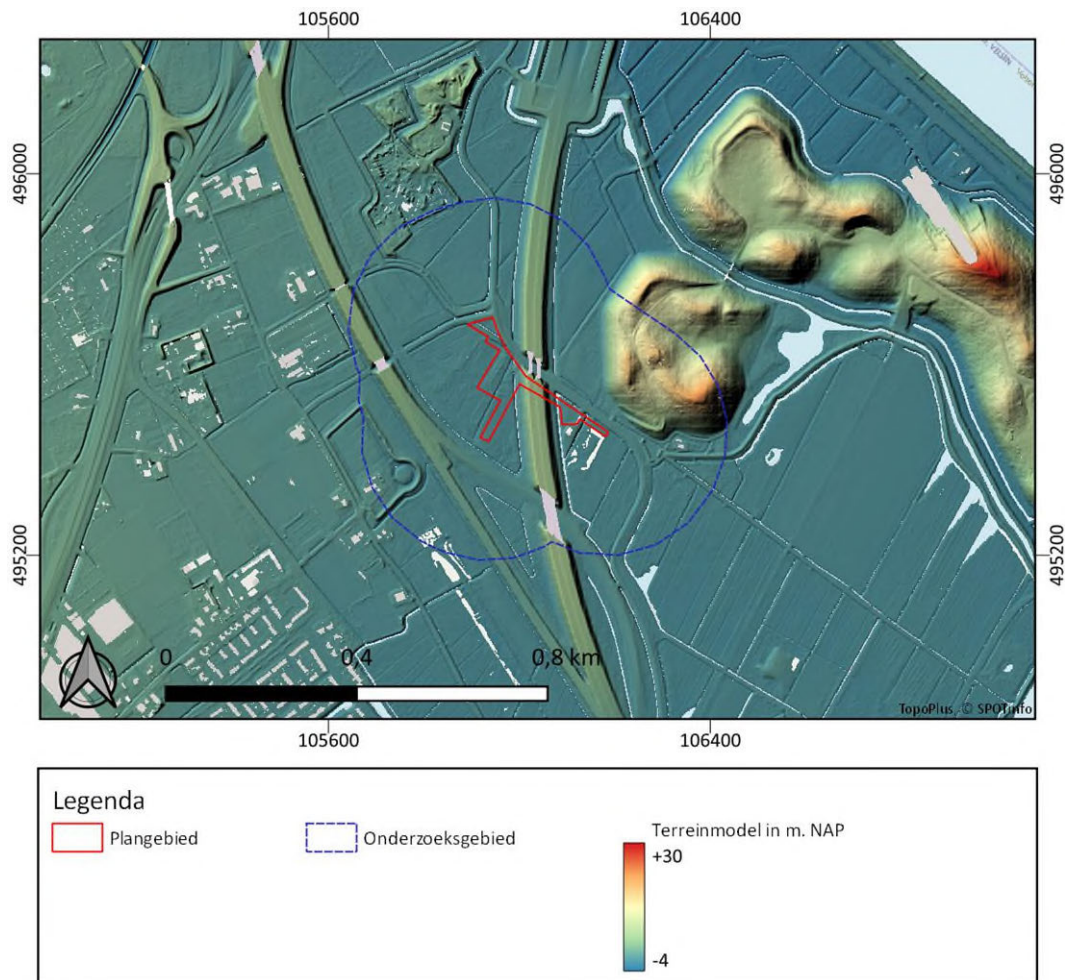 105600 106400
496000 496000
495200 495200
0 0,4 0,8 km
TopoPlus, © SPOTinfo
105600 106400
Legenda
Plangebied Onderzoeksgebied Terreinmodel in m. NAP
+30
-4